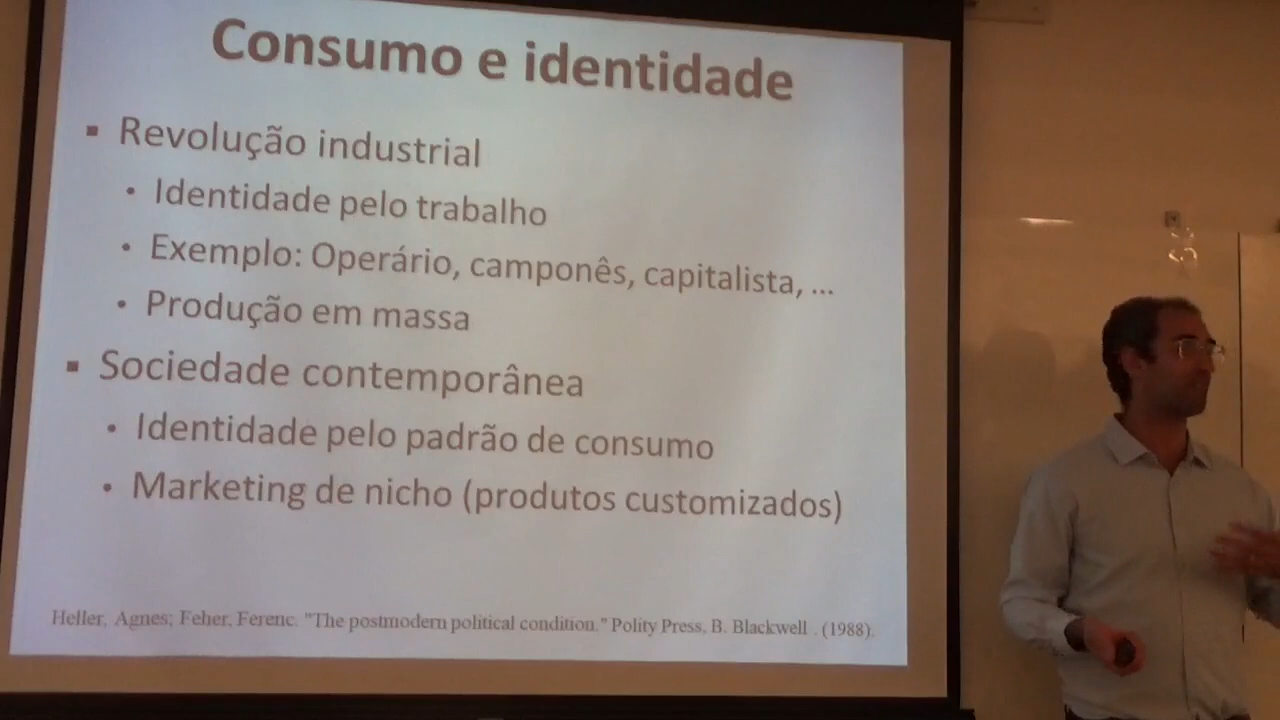 Consumo e identidade
Revolução industrial
Identidade pelo trabalho
Exemplo: Operário, camponês, capitalista, ...
Produção em massa
Sociedade contemporânea
Identidade pelo padrão de consumo
Marketing de nicho (produtos customizados)
Heller, Agnes; Feher, Ferenc. "The postmodern political condition." Polity Press, B. Blackwell . (1988).